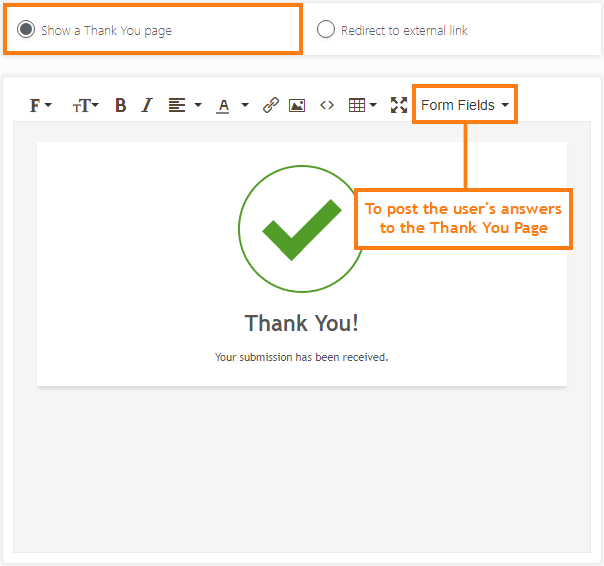 Show a Thank You page
Redirect to external link
F TT B I A <> Form Fields
To post the user's answers
to the Thank You Page
Thank You!
Your submission has been received.